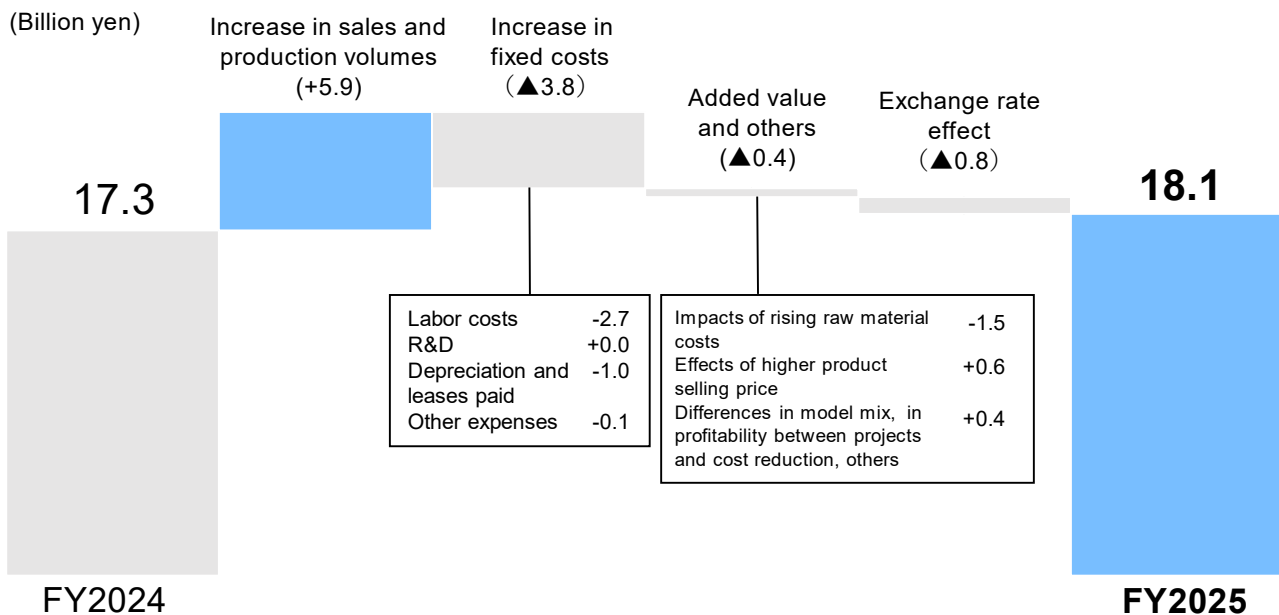 (Billion yen)
Increase in sales and
production volumes
(+5.9)
Increase in
fixed costs
(▲3.8)
Added value
and others
(▲0.4)
Exchange rate
effect
(▲0.8)
17.3
18.1
Labor costs -2.7
R&D +0.0
Depreciation and -1.0
leases paid
Other expenses -0.1
Impacts of rising raw material -1.5
costs
Effects of higher product +0.6
selling price
Differences in model mix, in +0.4
profitability between projects
and cost reduction, others
FY2024
FY2025